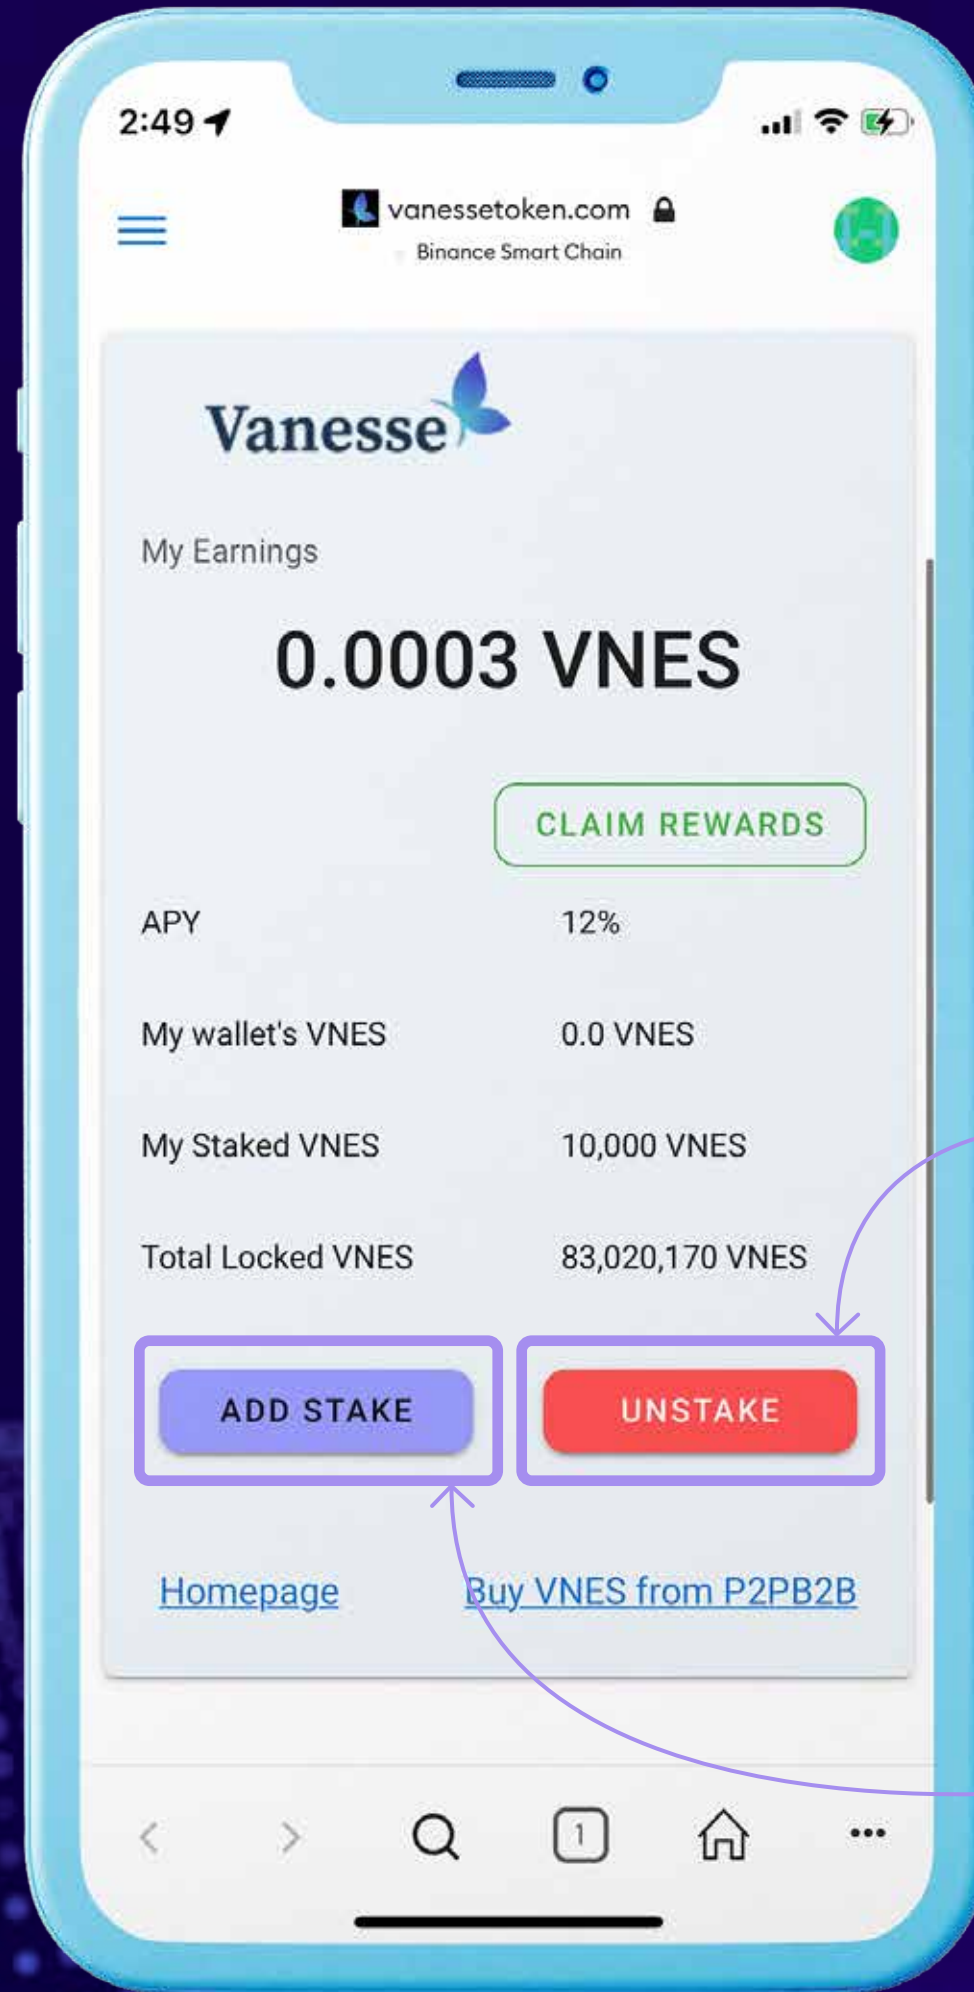 2:49
vanessetoken.com
Binance Smart Chain
Vanesse
My Earnings
0.0003 VNES
CLAIM REWARDS
APY 12%
My wallet's VNES 0.0 VNES
My Staked VNES 10,000 VNES
Total Locked VNES 83,020,170 VNES
ADD STAKE UNSTAKE
Homepage Buy VNES from P2PB2B
1